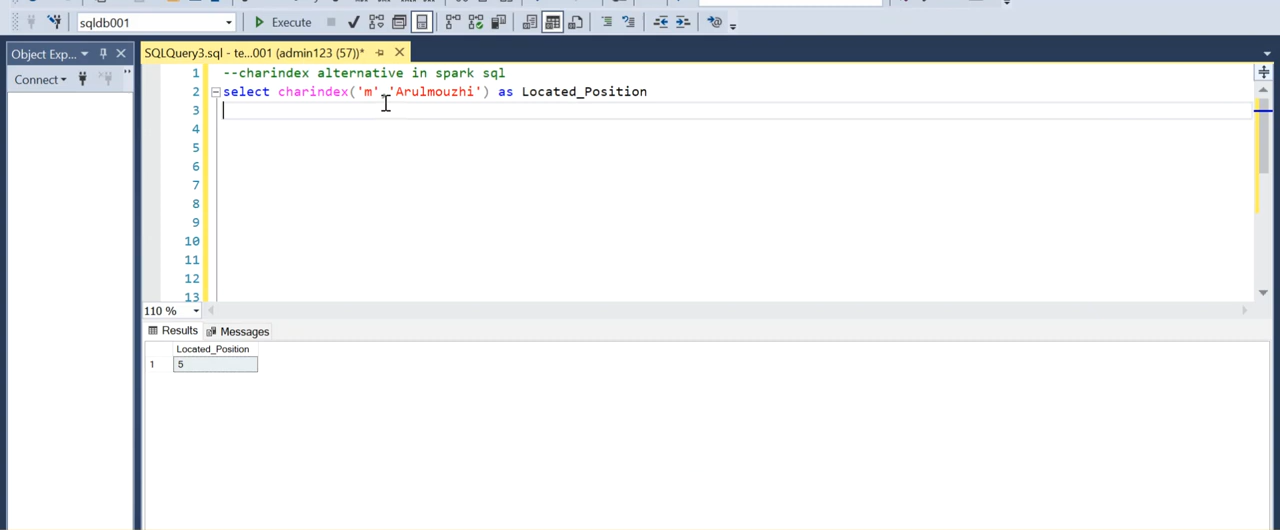 sqldb001
Execute
Object Exp...
SQLQuery3.sql - te...001 (admin123 (57))*
Connect
1
--charindex alternative in spark sql
2
select charindex('m','Arulmouzhi') as Located_Position
3
4
5
6
7
8
9
10
11
12
13
110 %
Results
Messages
Located_Position
1
5